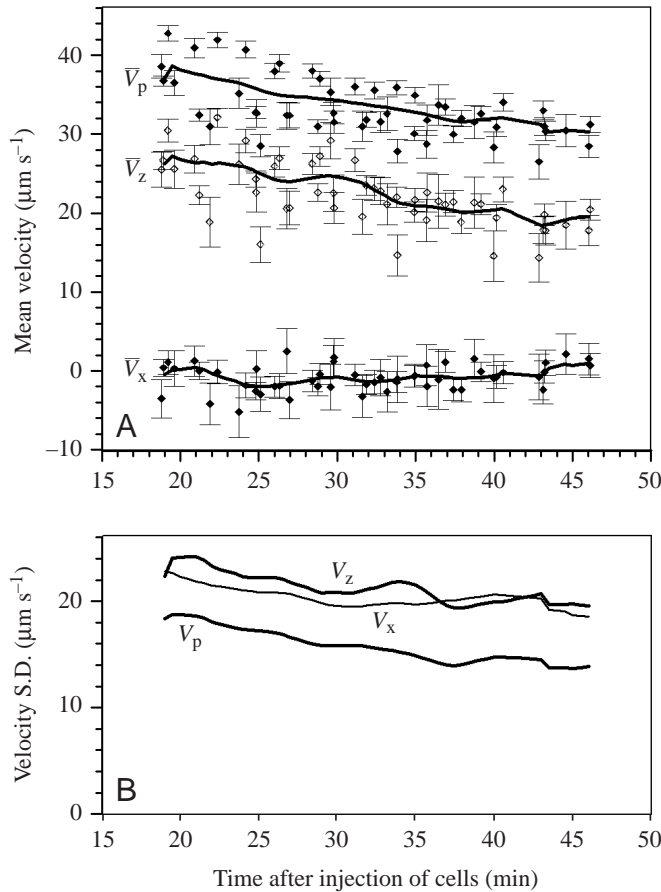 Mean velocity (μm s⁻¹)
40
30
20
10
0
–10
V̅p
V̅z
V̅x
A
15 20 25 30 35 40 45 50
Velocity S.D. (μm s⁻¹)
20
10
0
Vz
Vx
Vp
B
15 20 25 30 35 40 45 50
Time after injection of cells (min)